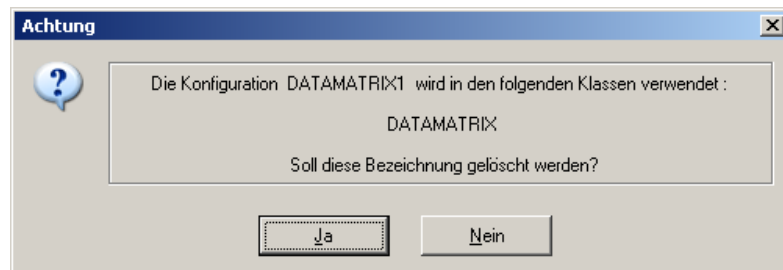 Achtung
Die Konfiguration DATAMATRIX1 wird in den folgenden Klassen verwendet :
DATAMATRIX
Soll diese Bezeichnung gelöscht werden?
Ja
Nein